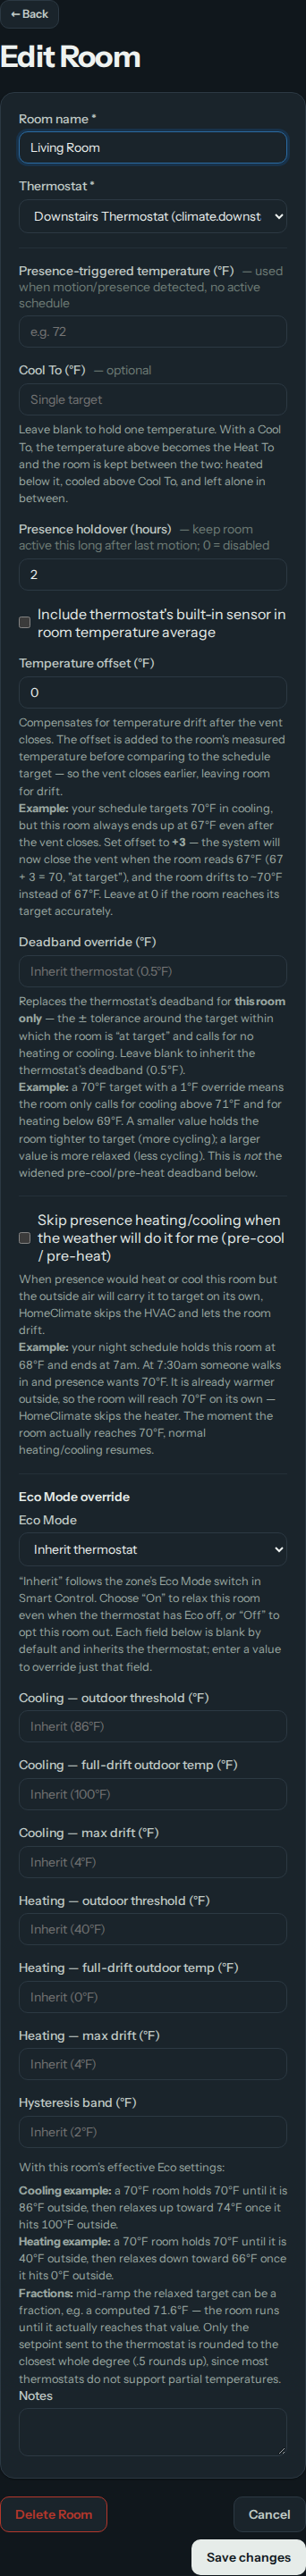 ← Back
Edit Room
Room name *
Living Room
Thermostat *
Downstairs Thermostat (climate.downst
Presence-triggered temperature (°F) — used
when motion/presence detected, no active
schedule
e.g. 72
Cool To (°F) — optional
Single target
Leave blank to hold one temperature. With a Cool
To, the temperature above becomes the Heat To
and the room is kept between the two: heated
below it, cooled above Cool To, and left alone in
between.
Presence holdover (hours) — keep room
active this long after last motion; 0 = disabled
2
Include thermostat's built-in sensor in
room temperature average
Temperature offset (°F)
0
Compensates for temperature drift after the vent
closes. The offset is added to the room's measured
temperature before comparing to the schedule
target — so the vent closes earlier, leaving room
for drift.
Example: your schedule targets 70°F in cooling,
but this room always ends up at 67°F even after
the vent closes. Set offset to +3 — the system will
now close the vent when the room reads 67°F (67
+ 3 = 70, "at target"), and the room drifts to ~70°F
instead of 67°F. Leave at 0 if the room reaches its
target accurately.
Deadband override (°F)
Inherit thermostat (0.5°F)
Replaces the thermostat's deadband for this room
only — the ± tolerance around the target within
which the room is "at target" and calls for no
heating or cooling. Leave blank to inherit the
thermostat's deadband (0.5°F).
Example: a 70°F target with a 1°F override means
the room only calls for cooling above 71°F and for
heating below 69°F. A smaller value holds the
room tighter to target (more cycling); a larger
value is more relaxed (less cycling). This is not the
widened pre-cool/pre-heat deadband below.
Skip presence heating/cooling when
the weather will do it for me (pre-cool
/ pre-heat)
When presence would heat or cool this room but
the outside air will carry it to target on its own,
HomeClimate skips the HVAC and lets the room
drift.
Example: your night schedule holds this room at
68°F and ends at 7am. At 7:30am someone walks
in and presence wants 70°F. It is already warmer
outside, so the room will reach 70°F on its own —
HomeClimate skips the heater. The moment the
room actually reaches 70°F, normal
heating/cooling resumes.
Eco Mode override
Eco Mode
Inherit thermostat
"Inherit" follows the zone's Eco Mode switch in
Smart Control. Choose "On" to relax this room
even when the thermostat has Eco off, or "Off" to
opt this room out. Each field below is blank by
default and inherits the thermostat; enter a value
to override just that field.
Cooling — outdoor threshold (°F)
Inherit (86°F)
Cooling — full-drift outdoor temp (°F)
Inherit (100°F)
Cooling — max drift (°F)
Inherit (4°F)
Heating — outdoor threshold (°F)
Inherit (40°F)
Heating — full-drift outdoor temp (°F)
Inherit (0°F)
Heating — max drift (°F)
Inherit (4°F)
Hysteresis band (°F)
Inherit (2°F)
With this room's effective Eco settings:
Cooling example: a 70°F room holds 70°F until it is
86°F outside, then relaxes up toward 74°F once it
hits 100°F outside.
Heating example: a 70°F room holds 70°F until it is
40°F outside, then relaxes down toward 66°F once
it hits 0°F outside.
Fractions: mid-ramp the relaxed target can be a
fraction, e.g. a computed 71.6°F — the room runs
until it actually reaches that value. Only the
setpoint sent to the thermostat is rounded to the
closest whole degree (.5 rounds up), since most
thermostats do not support partial temperatures.
Notes
Delete Room
Cancel
Save changes